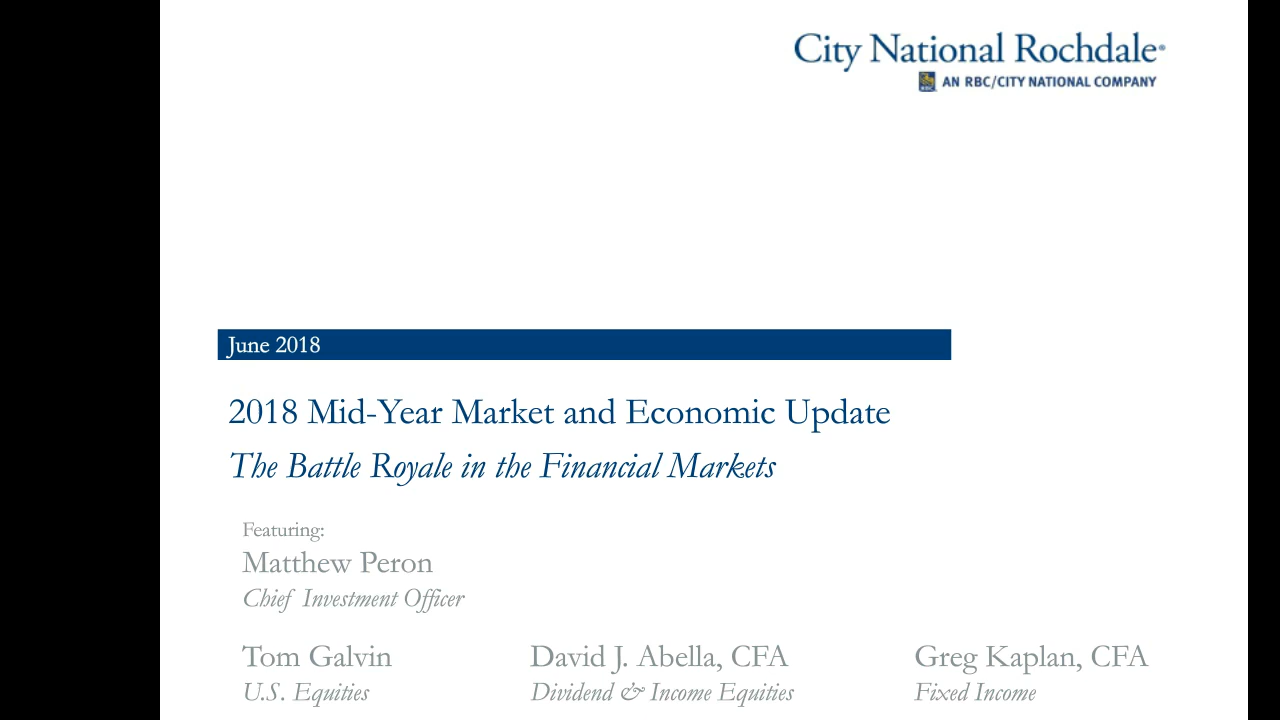 City National Rochdale®
RBC AN RBC/CITY NATIONAL COMPANY
June 2018
2018 Mid-Year Market and Economic Update
The Battle Royale in the Financial Markets
Featuring:
Matthew Peron
Chief Investment Officer
Tom Galvin David J. Abella, CFA Greg Kaplan, CFA
U.S. Equities Dividend & Income Equities Fixed Income